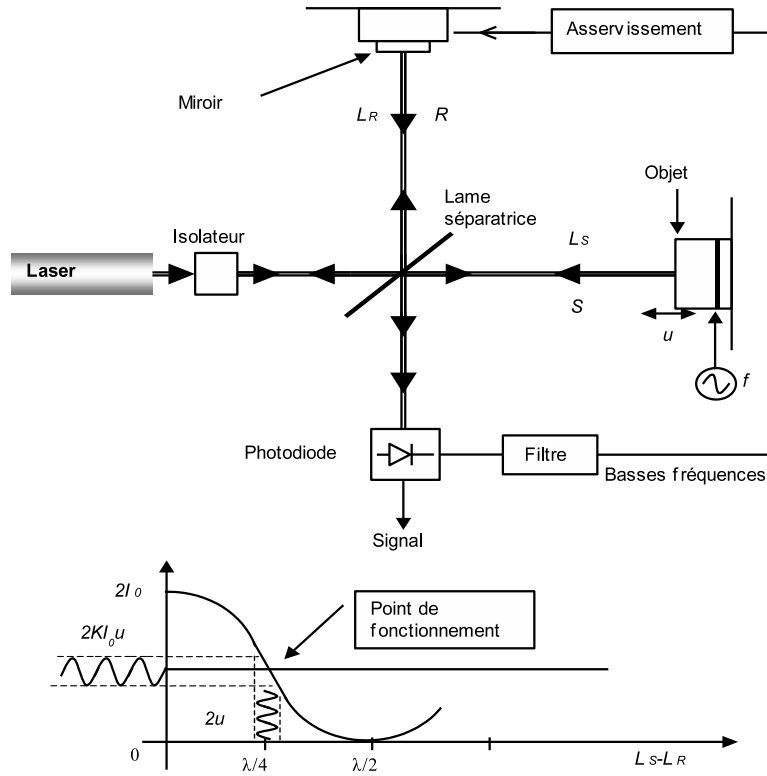 Asservissement
Miroir
LR
R
Objet
Lame
séparatrice
Isolateur
LS
Laser
S
u
f
Photodiode
Filtre
Basses fréquences
Signal
2I0
Point de
fonctionnement
2KI0u
2u
0
λ/4
λ/2
LS-LR